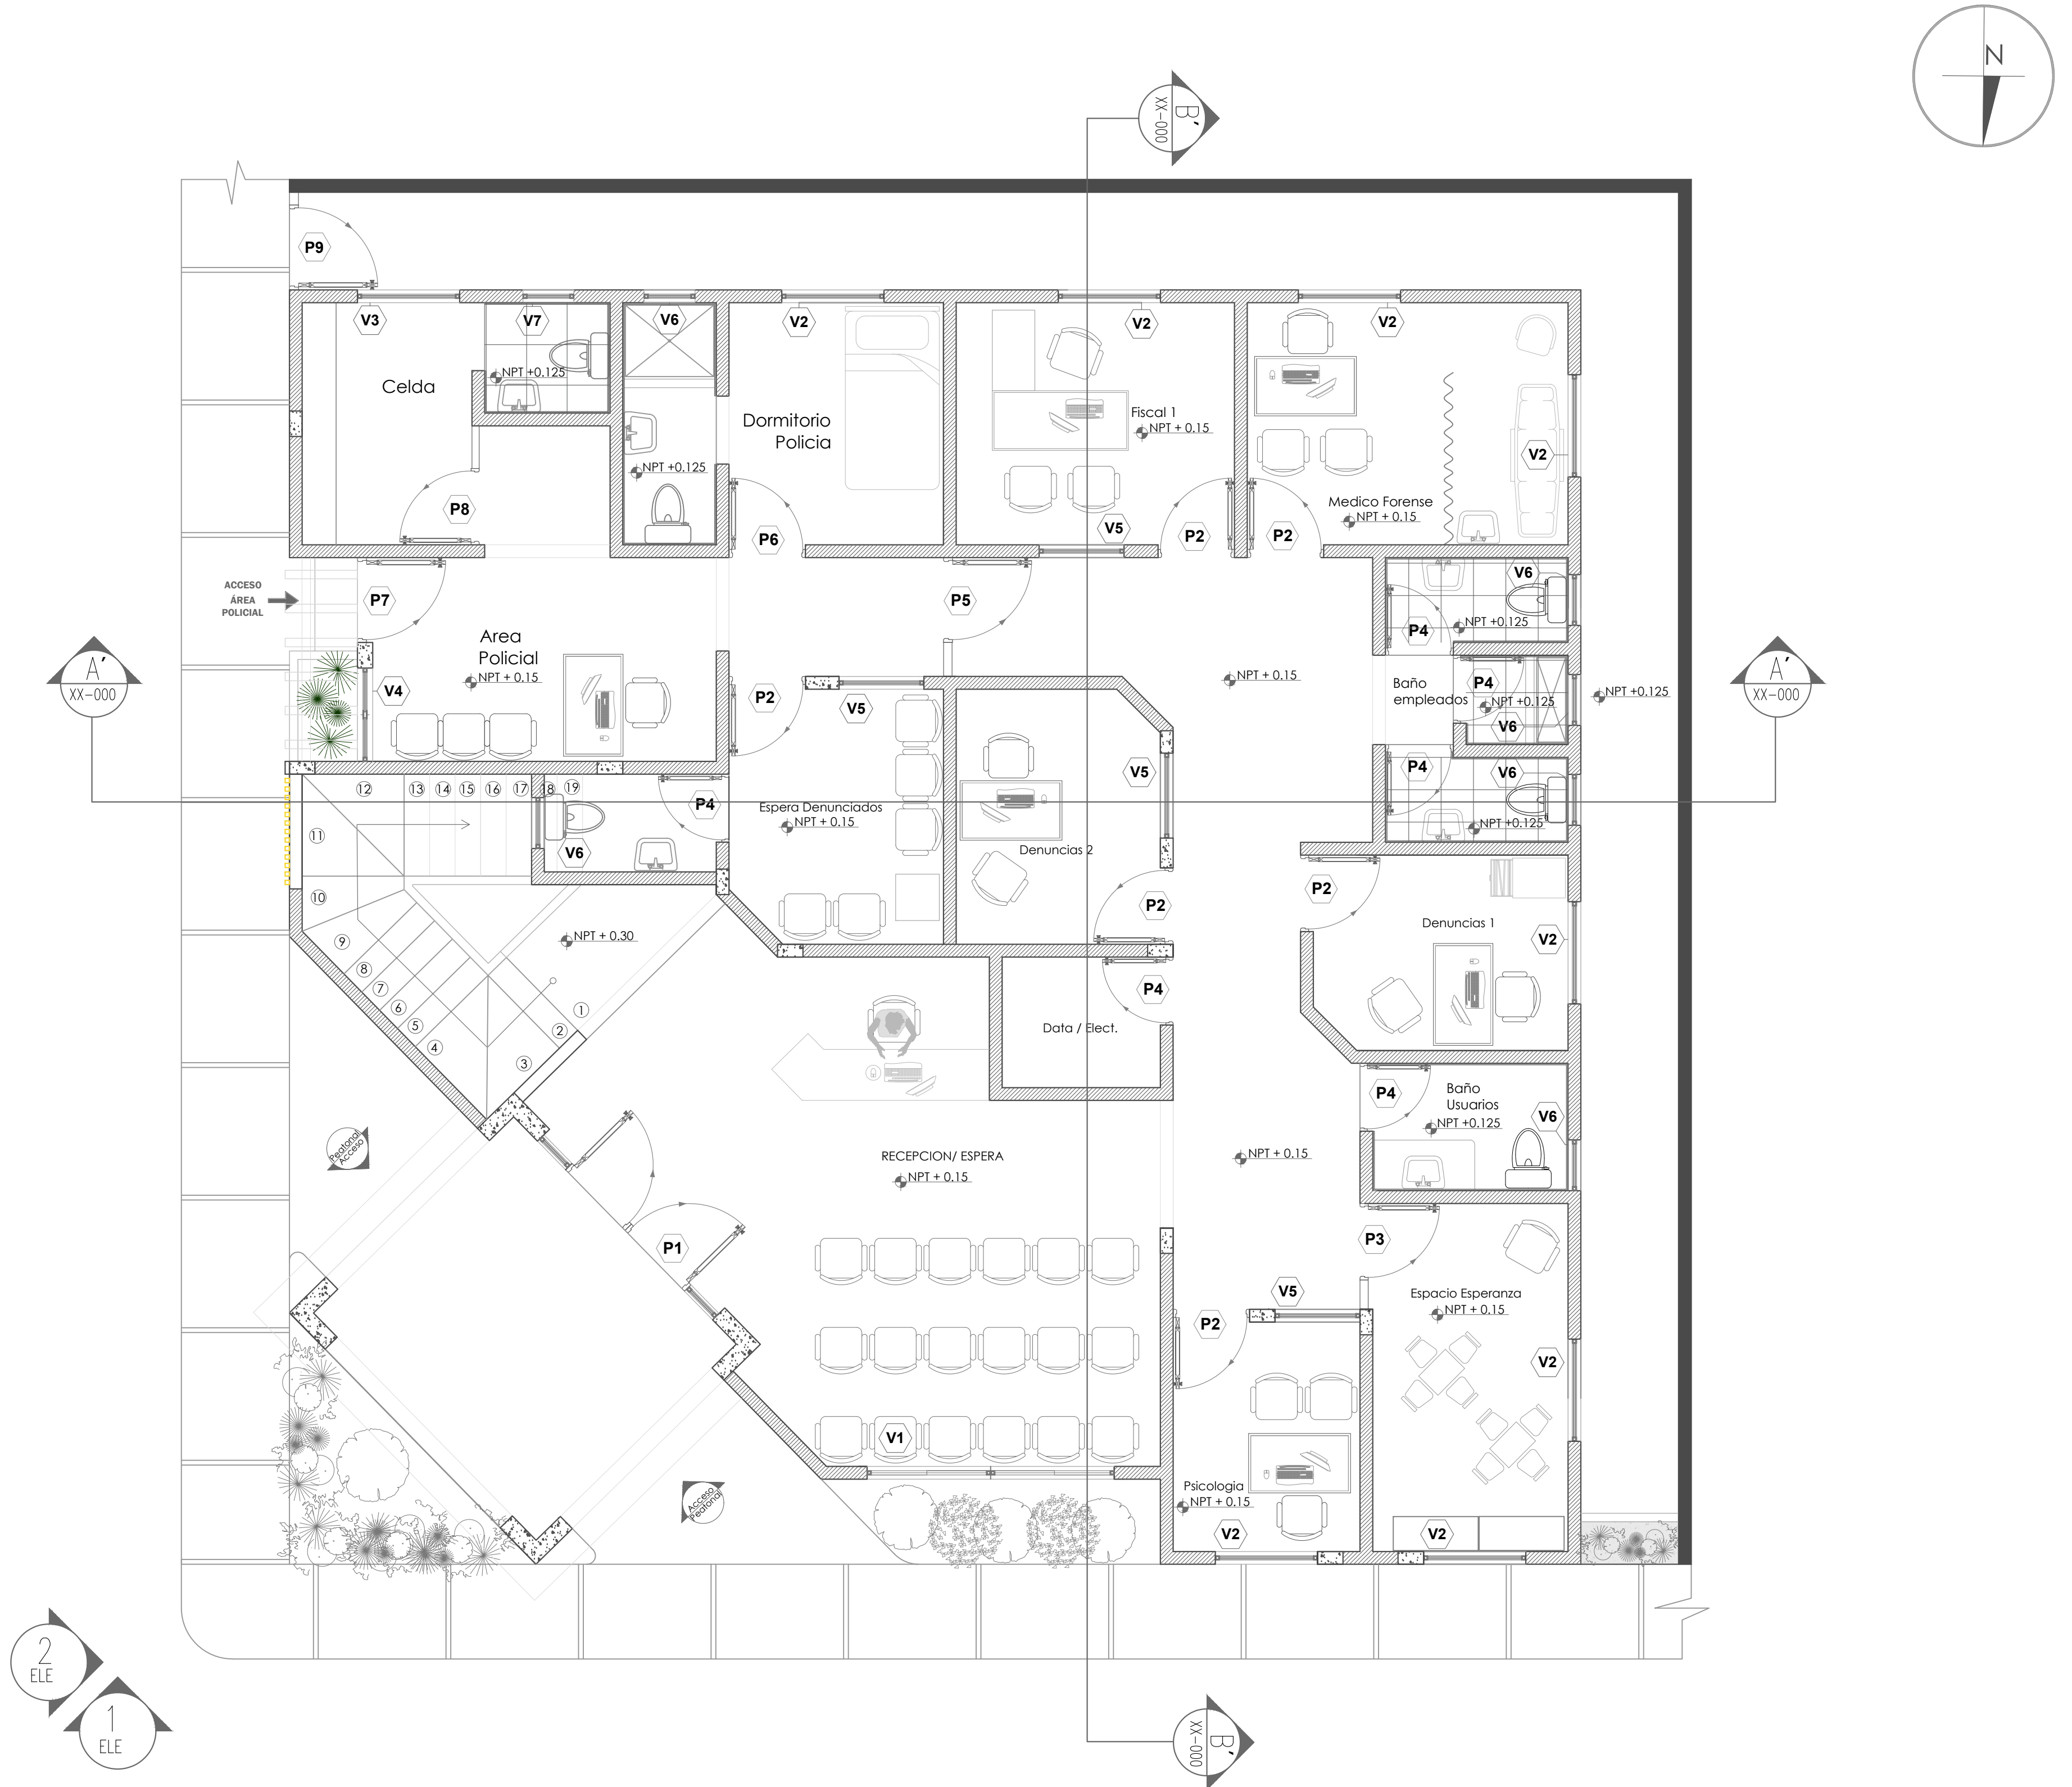 N
B'
XX-000
P9
V3
V7
V6
V2
V2
V2
NPT +0.125
Celda
Dormitorio
Policia
Fiscal 1
NPT + 0.15
V2
NPT +0.125
Medico Forense
NPT + 0.15
P8
P6
V5
P2
P2
V6
ACCESO
ÁREA
POLICIAL
P7
P5
NPT +0.125
P4
Area
Policial
NPT + 0.15
NPT + 0.15
Baño
empleados
P4
NPT +0.125
V6
NPT +0.125
A'
XX-000
A'
XX-000
V4
P2
V5
V5
P4
V6
12
13
14
15
16
17
18
19
P4
Espera Denunciados
NPT + 0.15
NPT +0.125
11
V6
Denuncias 2
10
P2
P2
9
NPT + 0.30
Denuncias 1
V2
8
7
6
5
4
3
2
1
P4
Data / Elect.
P4
Baño
Usuarios
NPT +0.125
V6
Acceso
Peatonal
RECEPCION/ ESPERA
NPT + 0.15
NPT + 0.15
P1
P3
V5
Espacio Esperanza
NPT + 0.15
P2
V2
V1
Acceso
Peatonal
Psicologia
NPT + 0.15
V2
V2
2
ELE
1
ELE
B'
XX-000